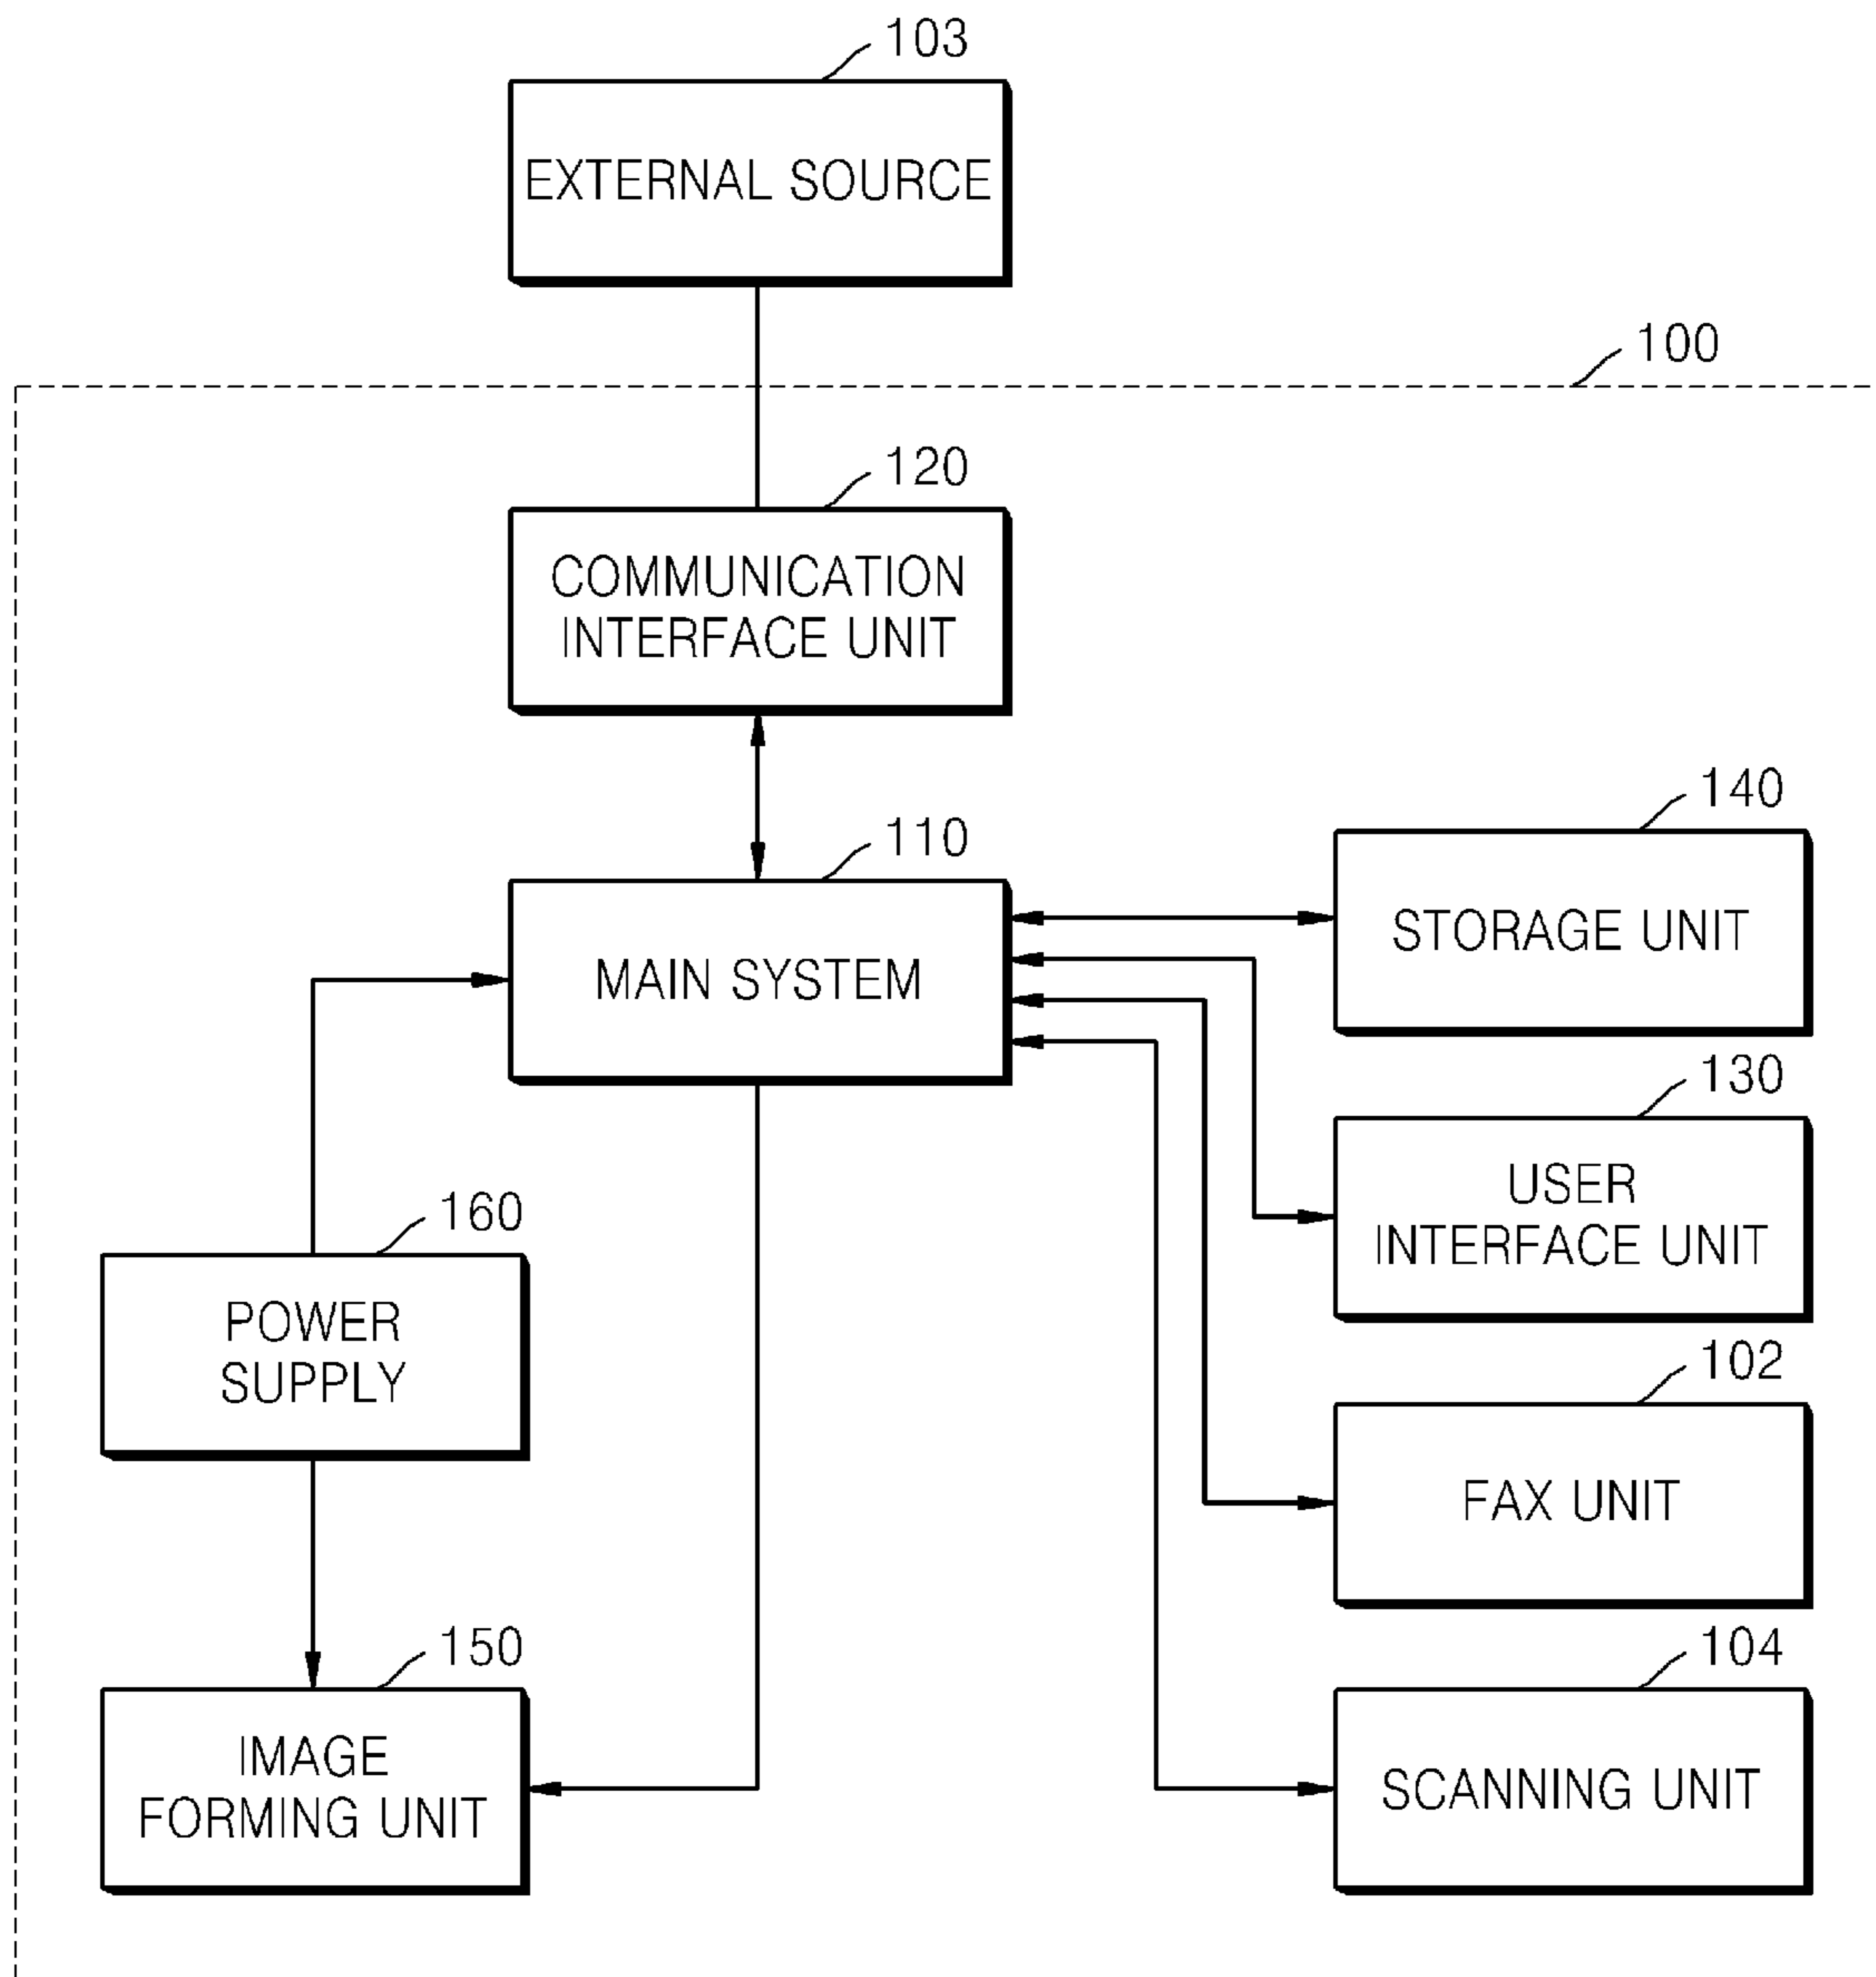 103
EXTERNAL SOURCE
100
120
COMMUNICATION
INTERFACE UNIT
110
MAIN SYSTEM
140
STORAGE UNIT
130
USER
INTERFACE UNIT
160
POWER
SUPPLY
102
FAX UNIT
150
IMAGE
FORMING UNIT
104
SCANNING UNIT